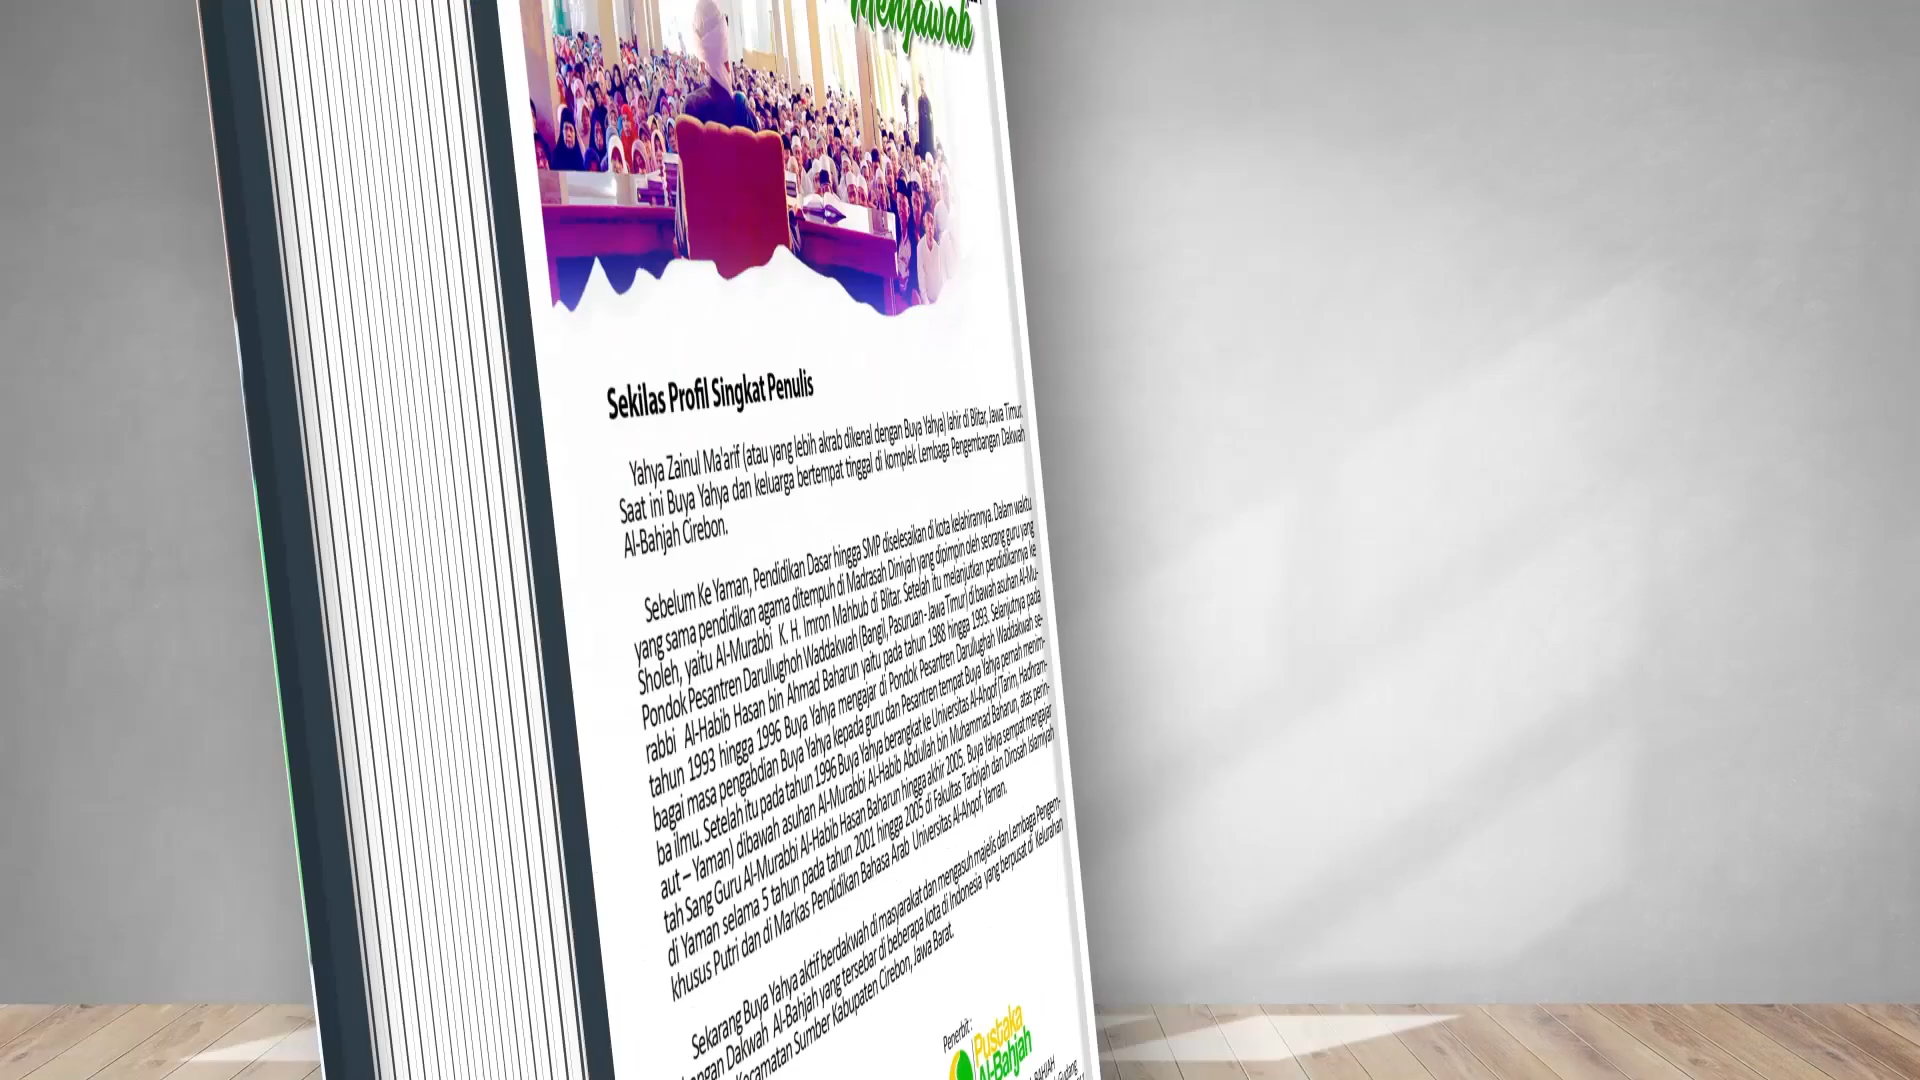 Menjawab
Sekilas Profil Singkat Penulis
Yahya Zainul Ma'arif (atau yang lebih akrab dikenal dengan Buya Yahya) lahir di Blitar, Jawa Timur.
Saat ini Buya Yahya dan keluarga bertempat tinggal di komplek Lembaga Pengembangan Dakwah
Al-Bahjah Cirebon.
Sebelum Ke Yaman, Pendidikan Dasar hingga SMP diselesaikan di kota kelahirannya. Dalam waktu
yang sama pendidikan agama ditempuh di Madrasah Diniyah yang dipimpin oleh seorang guru yang
Sholeh, yaitu Al-Murabbi K. H. Imron Mahbub di Blitar. Setelah itu melanjutkan pendidikannya ke
Pondok Pesantren Darullughoh Waddakwah (Bangil, Pasuruan - Jawa Timur) di bawah asuhan Al-Mu-
rabbi Al-Habib Hasan bin Ahmad Baharun yaitu pada tahun 1988 hingga 1993. Selanjutnya pada
tahun 1993 hingga 1996 Buya Yahya mengajar di Pondok Pesantren Darullughah Waddakwah se-
bagai masa pengabdian Buya Yahya kepada guru dan Pesantren tempat Buya Yahya pernah menim-
ba ilmu. Setelah itu pada tahun 1996 Buya Yahya berangkat ke Universitas Al-Ahqof (Tarim, Hadhram-
aut – Yaman) dibawah asuhan Al-Murabbi Al-Habib Abdullah bin Muhammad Baharun, atas perin-
tah Sang Guru Al-Murabbi Al-Habib Hasan Baharun hingga akhir 2005. Buya Yahya sempat mengajar
di Yaman selama 5 tahun pada tahun 2001 hingga 2005 di Fakultas Tarbiyah dan Dirosah Islamiyah
khusus Putri dan di Markas Pendidikan Bahasa Arab Universitas Al-Ahqof, Yaman.
Sekarang Buya Yahya aktif berdakwah di masyarakat dan mengasuh majelis dan Lembaga Pengem-
bangan Dakwah Al-Bahjah yang tersebar di beberapa kota di Indonesia yang berpusat di Kelurahan
Kecamatan Sumber Kabupaten Cirebon, Jawa Barat.
Penerbit :
Pustaka
Al-Bahjah